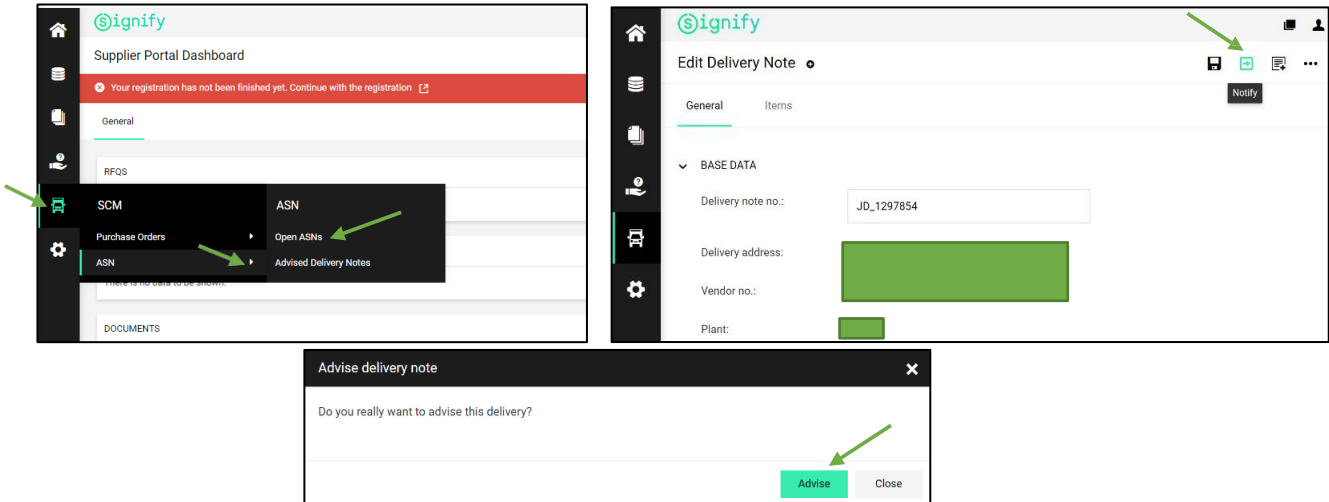 Signify
Supplier Portal Dashboard
Your registration has not been finished yet. Continue with the registration
General
RFQS
SCM
ASN
Purchase Orders
Open ASNs
ASN
Advised Delivery Notes
There is no data to be shown.
DOCUMENTS
Signify
Edit Delivery Note
Notify
General
Items
BASE DATA
Delivery note no.:
JD_1297854
Delivery address:
Vendor no.:
Plant:
Advise delivery note
Do you really want to advise this delivery?
Advise
Close